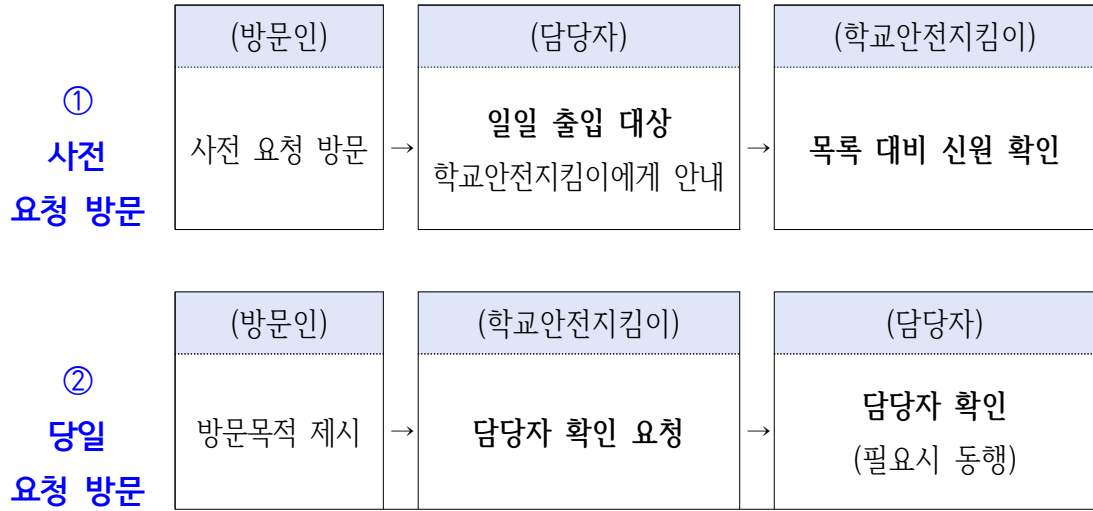 ①
사전
요청 방문
(방문인)
사전 요청 방문
→
(담당자)
일일 출입 대상
학교안전지킴이에게 안내
→
(학교안전지킴이)
목록 대비 신원 확인
②
당일
요청 방문
(방문인)
방문목적 제시
→
(학교안전지킴이)
담당자 확인 요청
→
(담당자)
담당자 확인
(필요시 동행)